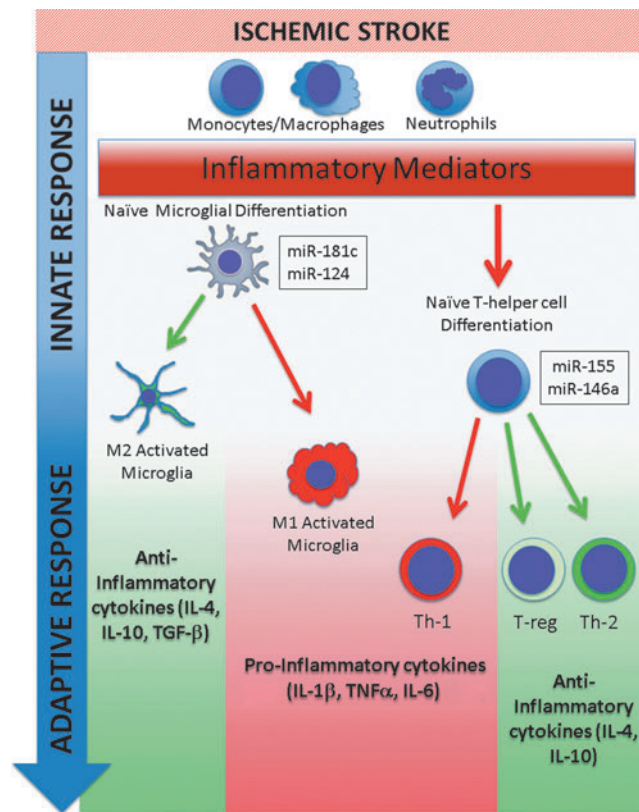 ISCHEMIC STROKE
INNATE RESPONSE
ADAPTIVE RESPONSE
Monocytes/Macrophages
Neutrophils
Inflammatory Mediators
Naïve Microglial Differentiation
miR-181c
miR-124
Naïve T-helper cell
Differentiation
miR-155
miR-146a
M2 Activated
Microglia
M1 Activated
Microglia
Th-1
T-reg
Th-2
Anti-
Inflammatory
cytokines (IL-4,
IL-10, TGF-β)
Pro-Inflammatory cytokines
(IL-1β, TNFα, IL-6)
Anti-
Inflammatory
cytokines (IL-4,
IL-10)